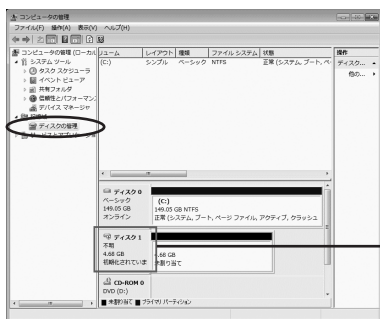 コンピュータの管理
ファイル(F) 操作(A) 表示(V) ヘルプ(H)
コンピュータの管理 (ローカル
システム ツール
タスク スケジューラ
イベント ビューア
共有フォルダ
信頼性とパフォーマン
デバイス マネージャ
ディスクの管理
ューム レイアウト 種類 ファイル システム 状態
(C:) シンプル ベーシック NTFS 正常 (システム, ブート, ペ
操作
ディスク...
他の...
ディスク 0
ベーシック
149.05 GB
オンライン
(C:)
149.05 GB NTFS
正常 (システム, ブート, ページ ファイル, アクティブ, クラッシュ
ディスク 1
不明
4.68 GB
初期化されていま
4.68 GB
未割り当て
CD-ROM 0
DVD (D:)
未割り当て プライマリ パーティション